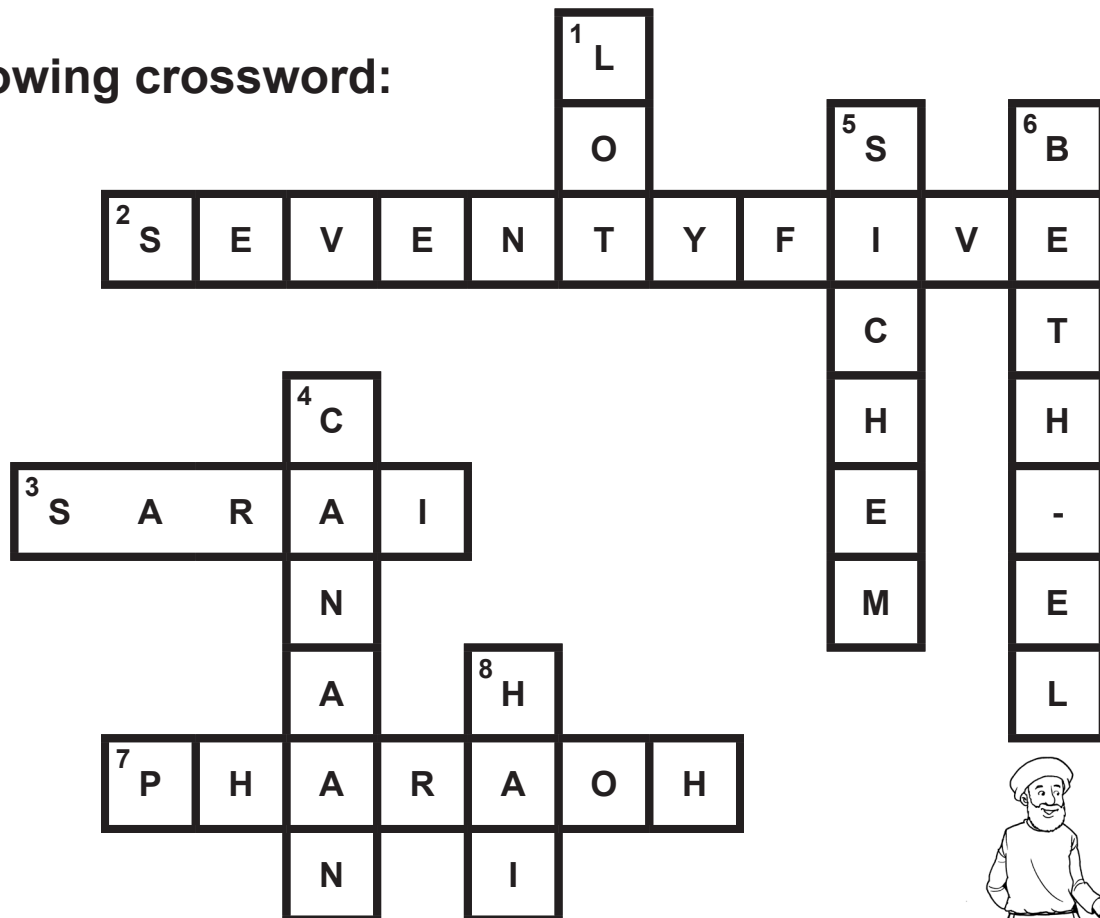 owing crossword:
1 L
O 5 S 6 B
2 S E V E N T Y F I V E
C T
4 C H H
3 S A R A I E -
N M E
A 8 H L
7 P H A R A O H
N I